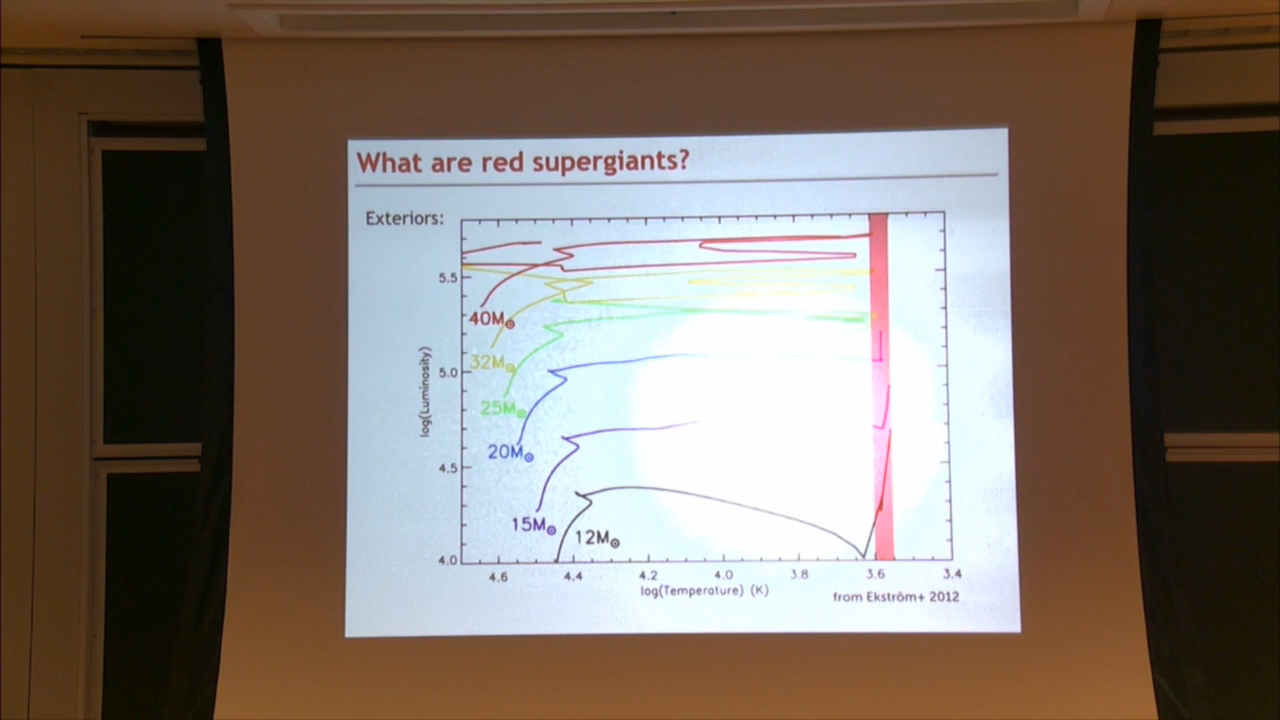 What are red supergiants?
Exteriors:
5.5
5.0
4.5
4.0
log(Luminosity)
40M☉
32M☉
25M☉
20M☉
15M☉
12M☉
4.6 4.4 4.2 4.0 3.8 3.6 3.4
log(Temperature) (K)
from Ekström+ 2012